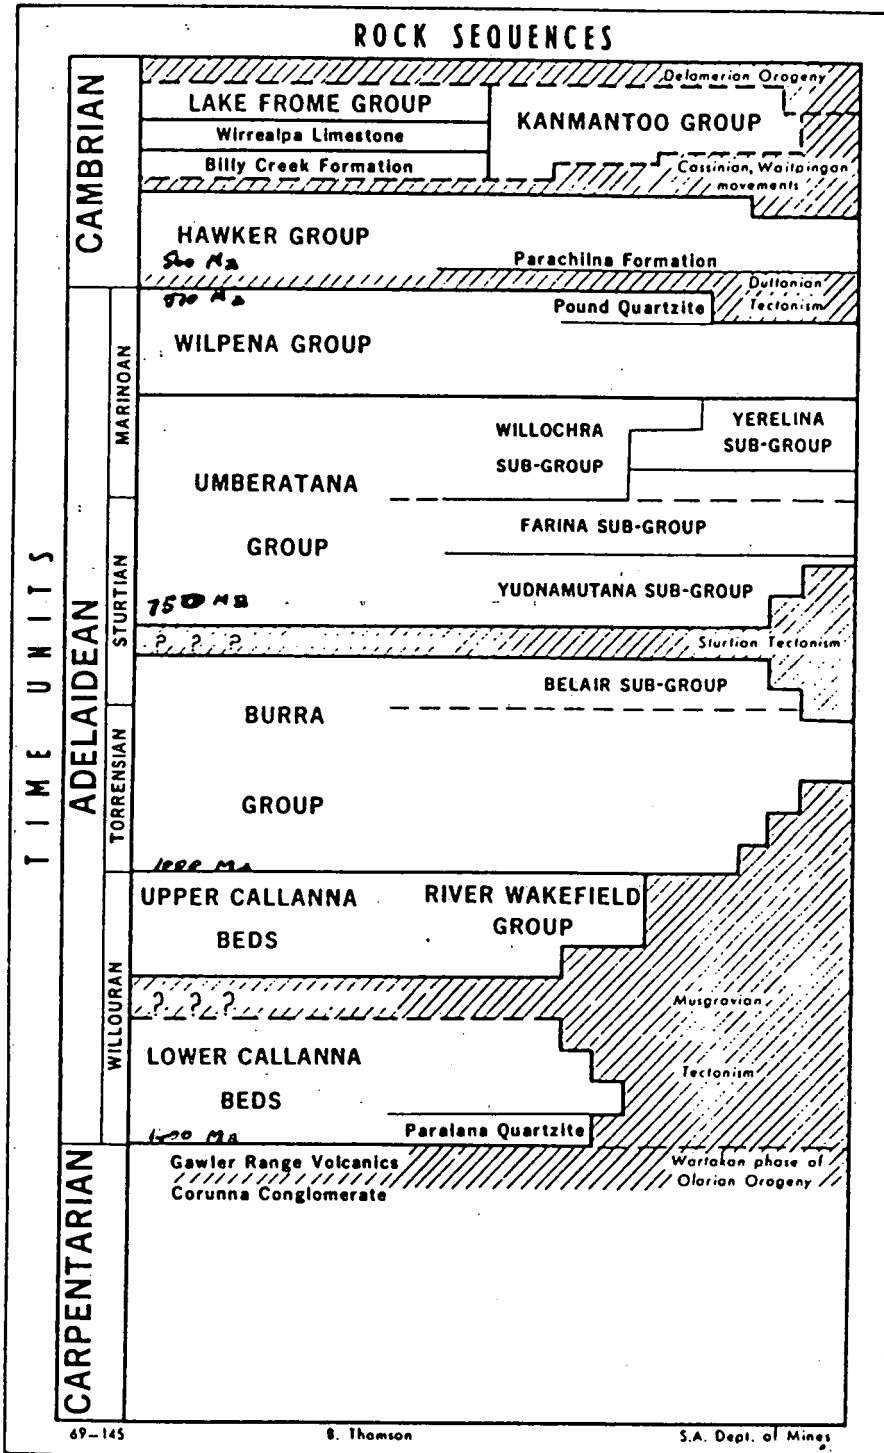 ROCK SEQUENCES
TIME UNITS
CAMBRIAN
Delamerian Orogeny
LAKE FROME GROUP
KANMANTOO GROUP
Wirrealpa Limestone
Billy Creek Formation
Cassinian, Waitpingan
movements
HAWKER GROUP
Parachilna Formation
Duttonian
Tectonism
ADELAIDEAN
MARINOAN
Pound Quartzite
WILPENA GROUP
WILLOCHRA
SUB-GROUP
YERELINA
SUB-GROUP
UMBERATANA
GROUP
STURTIAN
FARINA SUB-GROUP
YUDNAMUTANA SUB-GROUP
? ? ?
Sturtian Tectonism
BELAIR SUB-GROUP
BURRA
GROUP
TORRENSIAN
1000 MA
UPPER CALLANNA
BEDS
RIVER WAKEFIELD
GROUP
WILLOURAN
? ? ?
Musgravian
Tectonism
LOWER CALLANNA
BEDS
Paralana Quartzite
CARPENTARIAN
Gawler Range Volcanics
Corunna Conglomerate
Wartakan phase of
Olarian Orogeny
69-145
B. Thomson
S.A. Dept. of Mines